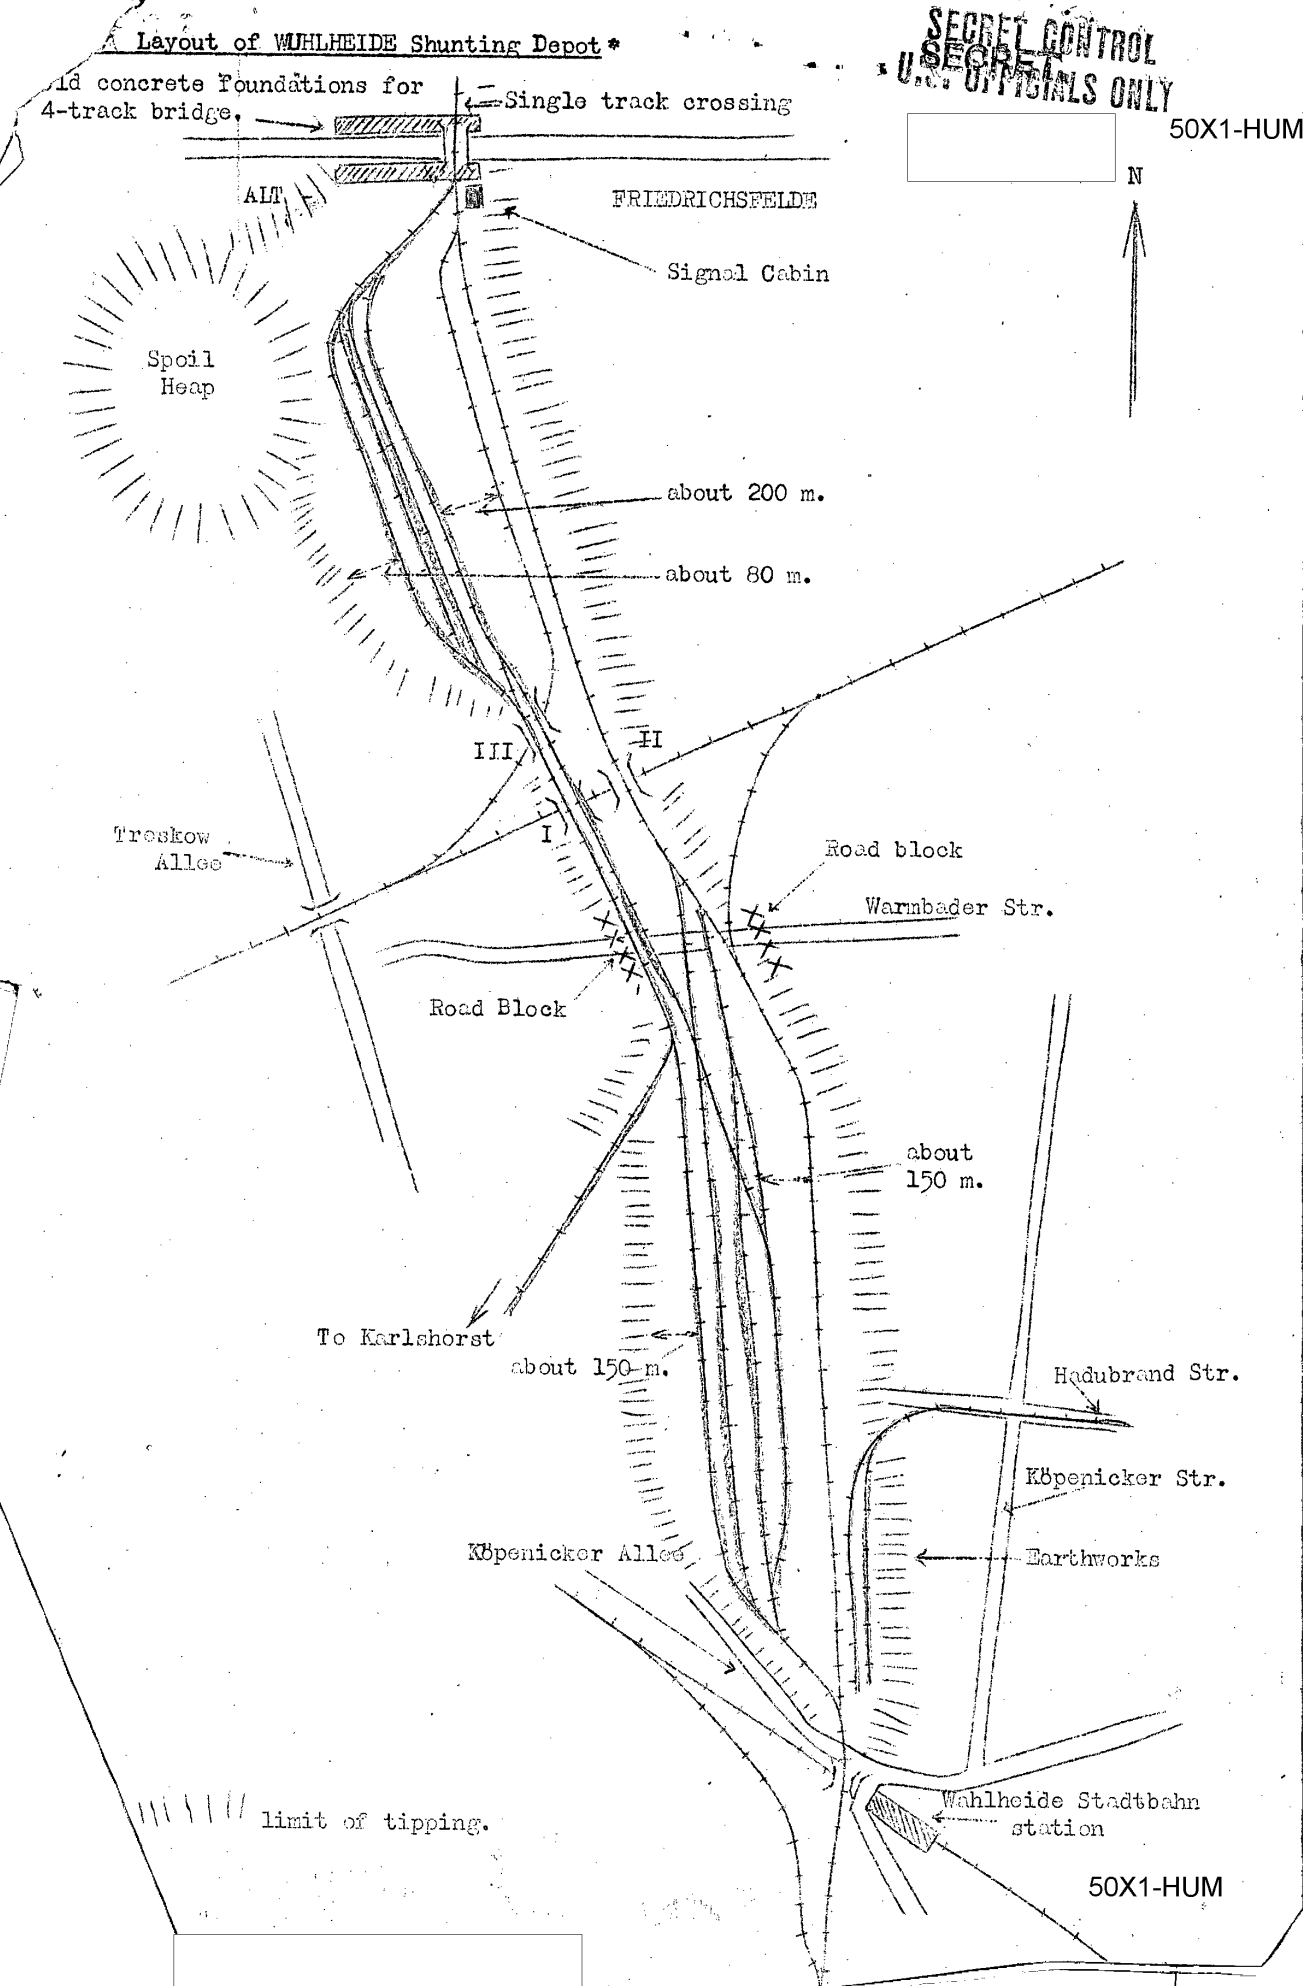 Layout of WUHLHEIDE Shunting Depot*
SECRET CONTROL
SECRET
U.S. OFFICIALS ONLY
50X1-HUM
concrete foundations for
4-track bridge.
Single track crossing
N
ALT
FRIEDRICHSFELDE
Signal Cabin
Spoil
Heap
about 200 m.
about 80 m.
III
II
I
Treskow
Allee
Road block
Warmbader Str.
Road Block
about
150 m.
To Karlshorst
about 150 m.
Hadubrand Str.
Köpenicker Str.
Köpenicker Allee
Earthworks
Wahlheide Stadtbahn
station
limit of tipping.
50X1-HUM